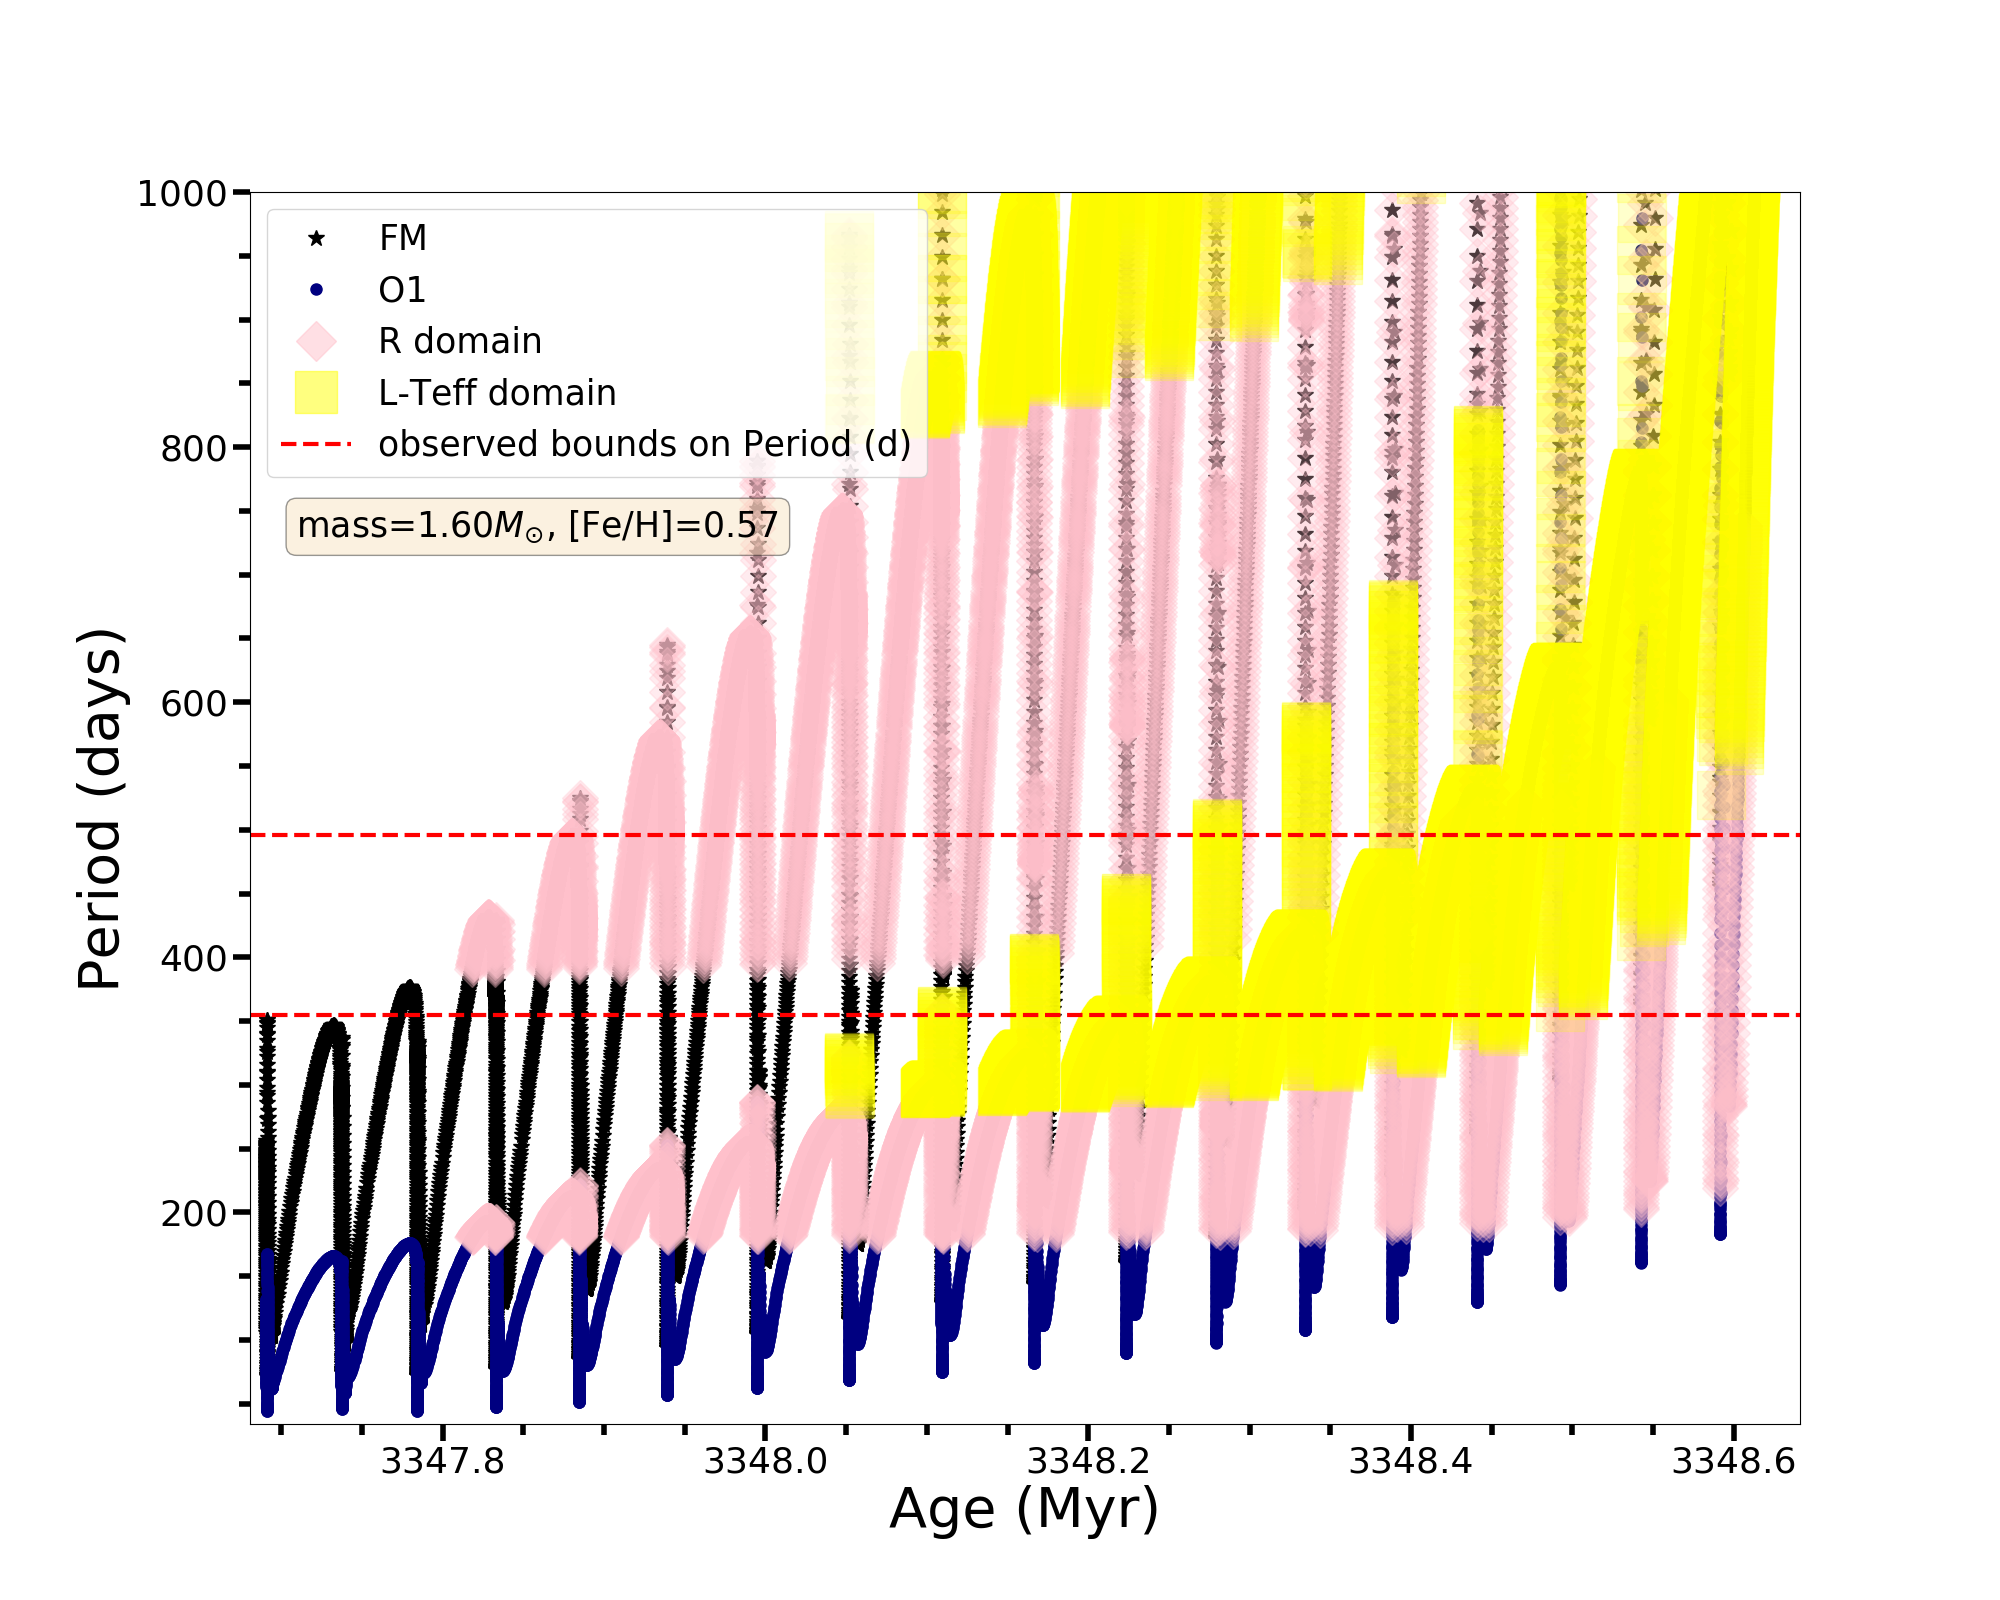 1000
800
600
400
200
Period (days)
FM
O1
R domain
L-Teff domain
observed bounds on Period (d)
mass=1.60M⊙, [Fe/H]=0.57
3347.8 3348.0 3348.2 3348.4 3348.6
Age (Myr)